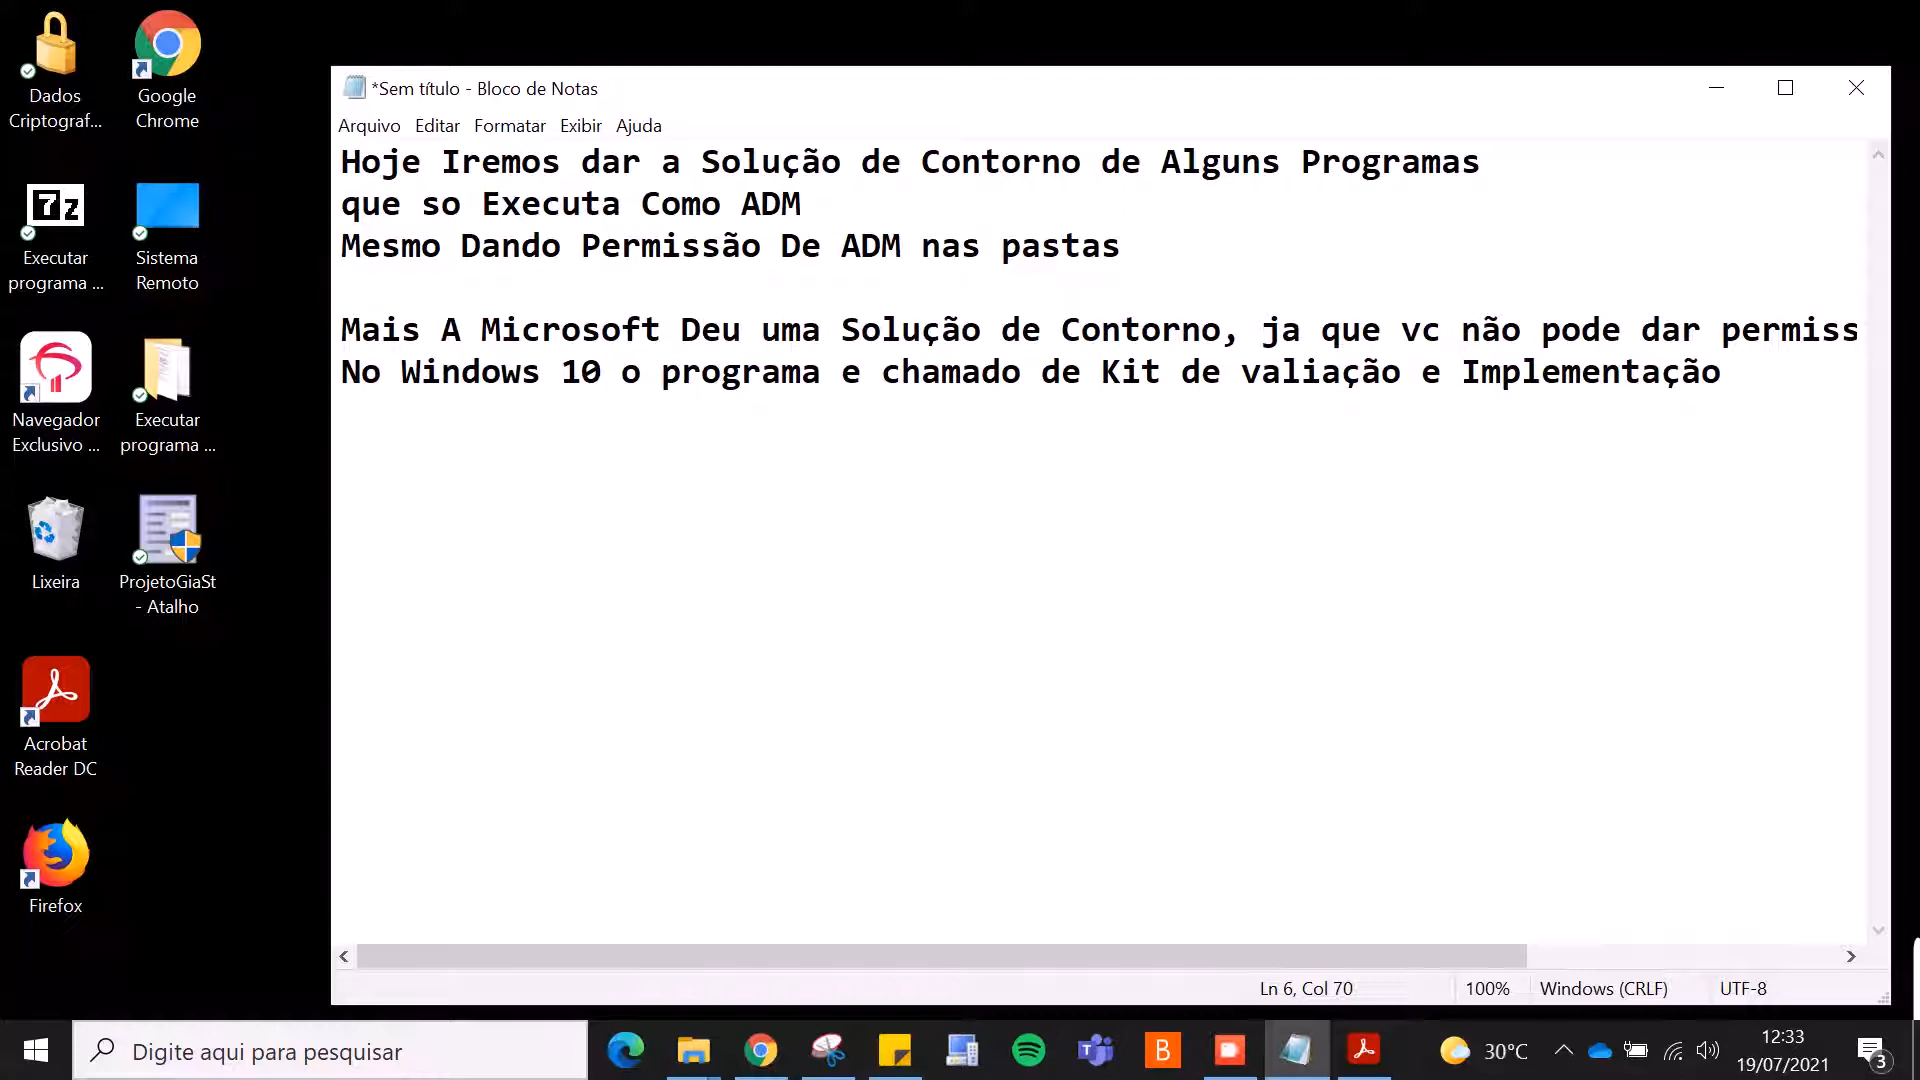 Dados
Criptograf...
Google
Chrome
7z
Executar
programa ...
Sistema
Remoto
Navegador
Exclusivo ...
Executar
programa ...
Lixeira
ProjetoGiaSt
- Atalho
Acrobat
Reader DC
Firefox
*Sem título - Bloco de Notas
Arquivo Editar Formatar Exibir Ajuda
Hoje Iremos dar a Solução de Contorno de Alguns Programas
que so Executa Como ADM
Mesmo Dando Permissão De ADM nas pastas
Mais A Microsoft Deu uma Solução de Contorno, ja que vc não pode dar permiss
No Windows 10 o programa e chamado de Kit de valiação e Implementação
Ln 6, Col 70 100% Windows (CRLF) UTF-8
Digite aqui para pesquisar
B
30°C
12:33
19/07/2021
3